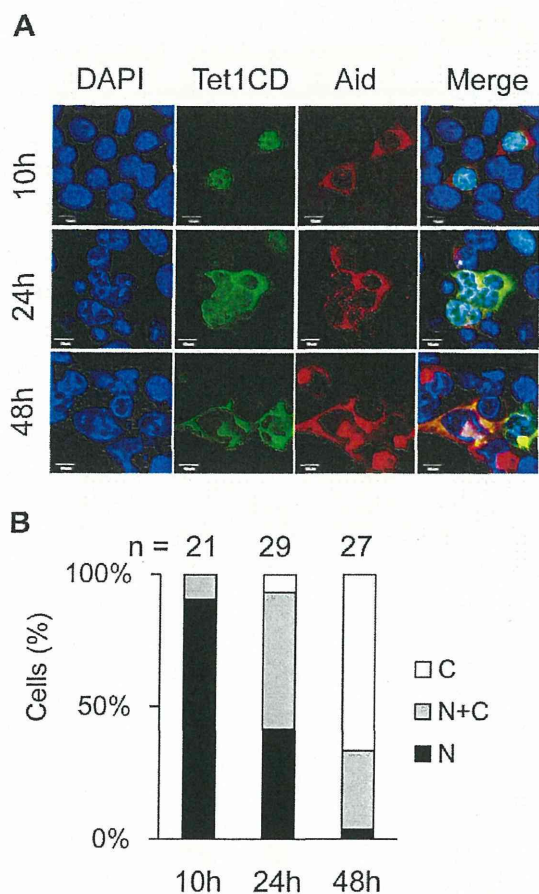 A
DAPI Tet1CD Aid Merge
10h
24h
48h
B
n = 21 29 27
100%
50%
0%
Cells (%)
C
N+C
N
10h 24h 48h